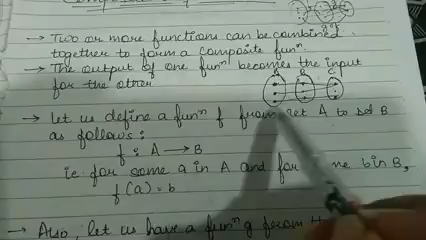 → Two or more functions can be combined
together to form a composite funⁿ.
→ The output of one funⁿ becomes the input
for the other
A B C
→ Let us define a funⁿ f from set A to set B
as follows:
f : A → B
ie for some a in A and for b in B,
f(a) = b
→ Also, let us have a funⁿ g from